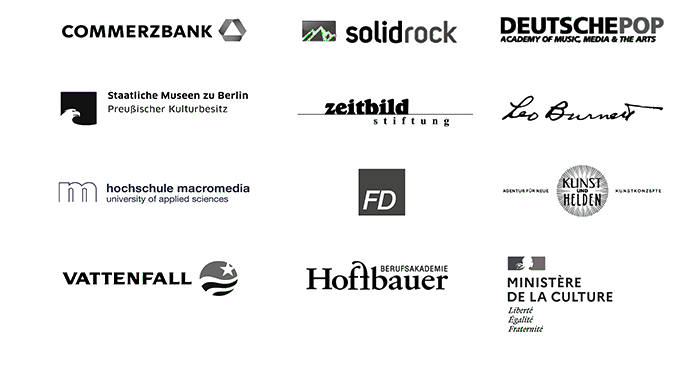 COMMERZBANK
solidrock
DEUTSCHEPOP
ACADEMY OF MUSIC, MEDIA & THE ARTS
Staatliche Museen zu Berlin
Preußischer Kulturbesitz
zeitbild
stiftung
Leo Burnett
m
hochschule macromedia
university of applied sciences
FD
AGENTUR FÜR NEUE
KUNST
UND
HELDEN
KUNSTKONZEPTE
VATTENFALL
BERUFSAKADEMIE
Hoffbauer
MINISTÈRE
DE LA CULTURE
Liberté
Égalité
Fraternité